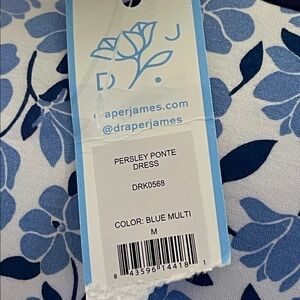 D J
draperjames.com
@draperjames
PERSLEY PONTE
DRESS
DRK0568
COLOR: BLUE MULTI
M
8 43596 14418 1